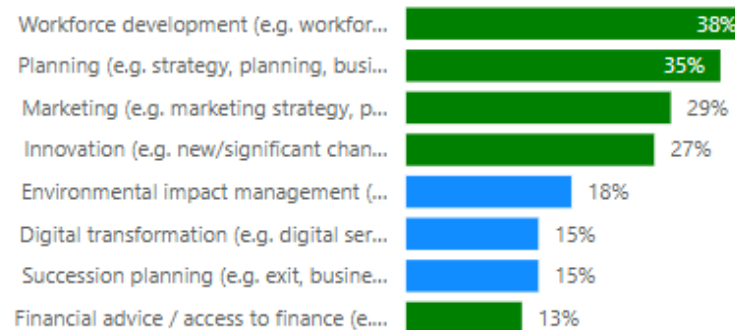 Workforce development (e.g. workfor... 38%
Planning (e.g. strategy, planning, busi... 35%
Marketing (e.g. marketing strategy, p... 29%
Innovation (e.g. new/significant chan... 27%
Environmental impact management (... 18%
Digital transformation (e.g. digital ser... 15%
Succession planning (e.g. exit, busine... 15%
Financial advice / access to finance (e.... 13%